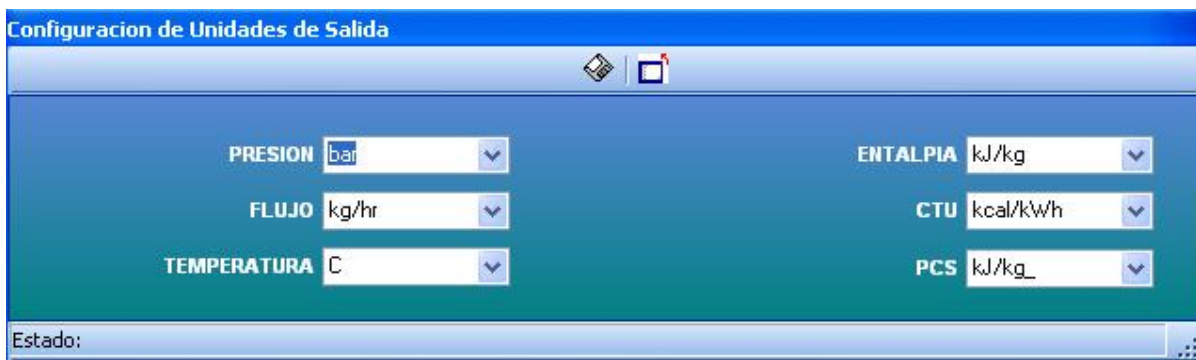 Configuracion de Unidades de Salida
PRESION bar ENTALPIA kJ/kg
FLUJO kg/hr CTU kcal/kWh
TEMPERATURA C PCS kJ/kg_
Estado: